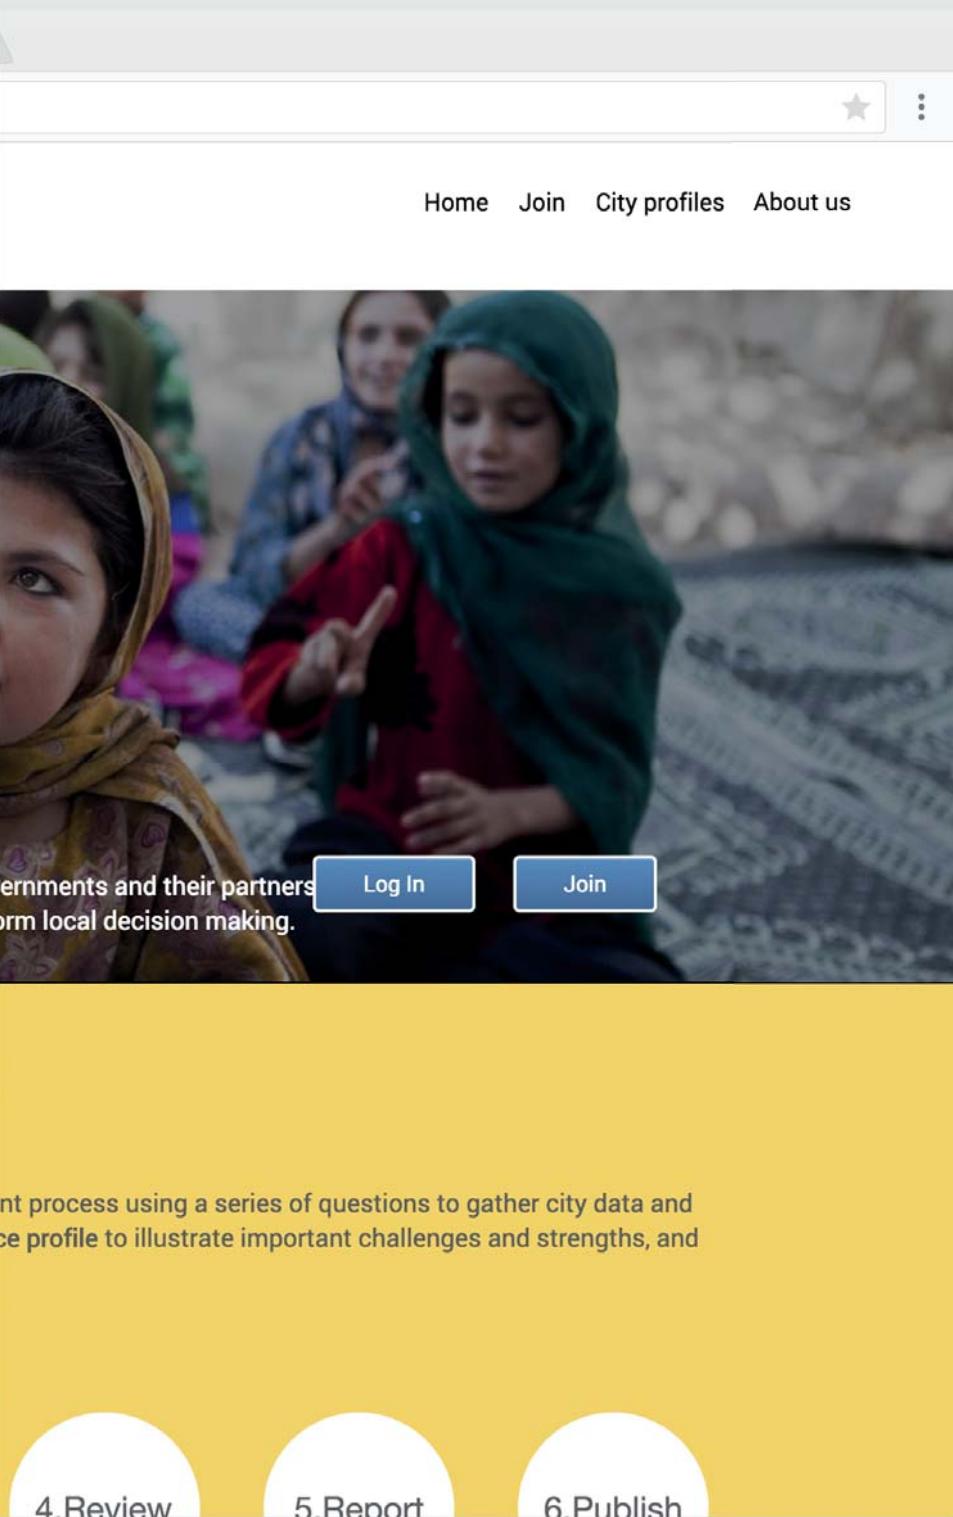 Home Join City profiles About us
ernments and their partners
orm local decision making.
Log In Join
nt process using a series of questions to gather city data and
ce profile to illustrate important challenges and strengths, and
4.Review 5.Report 6.Publish